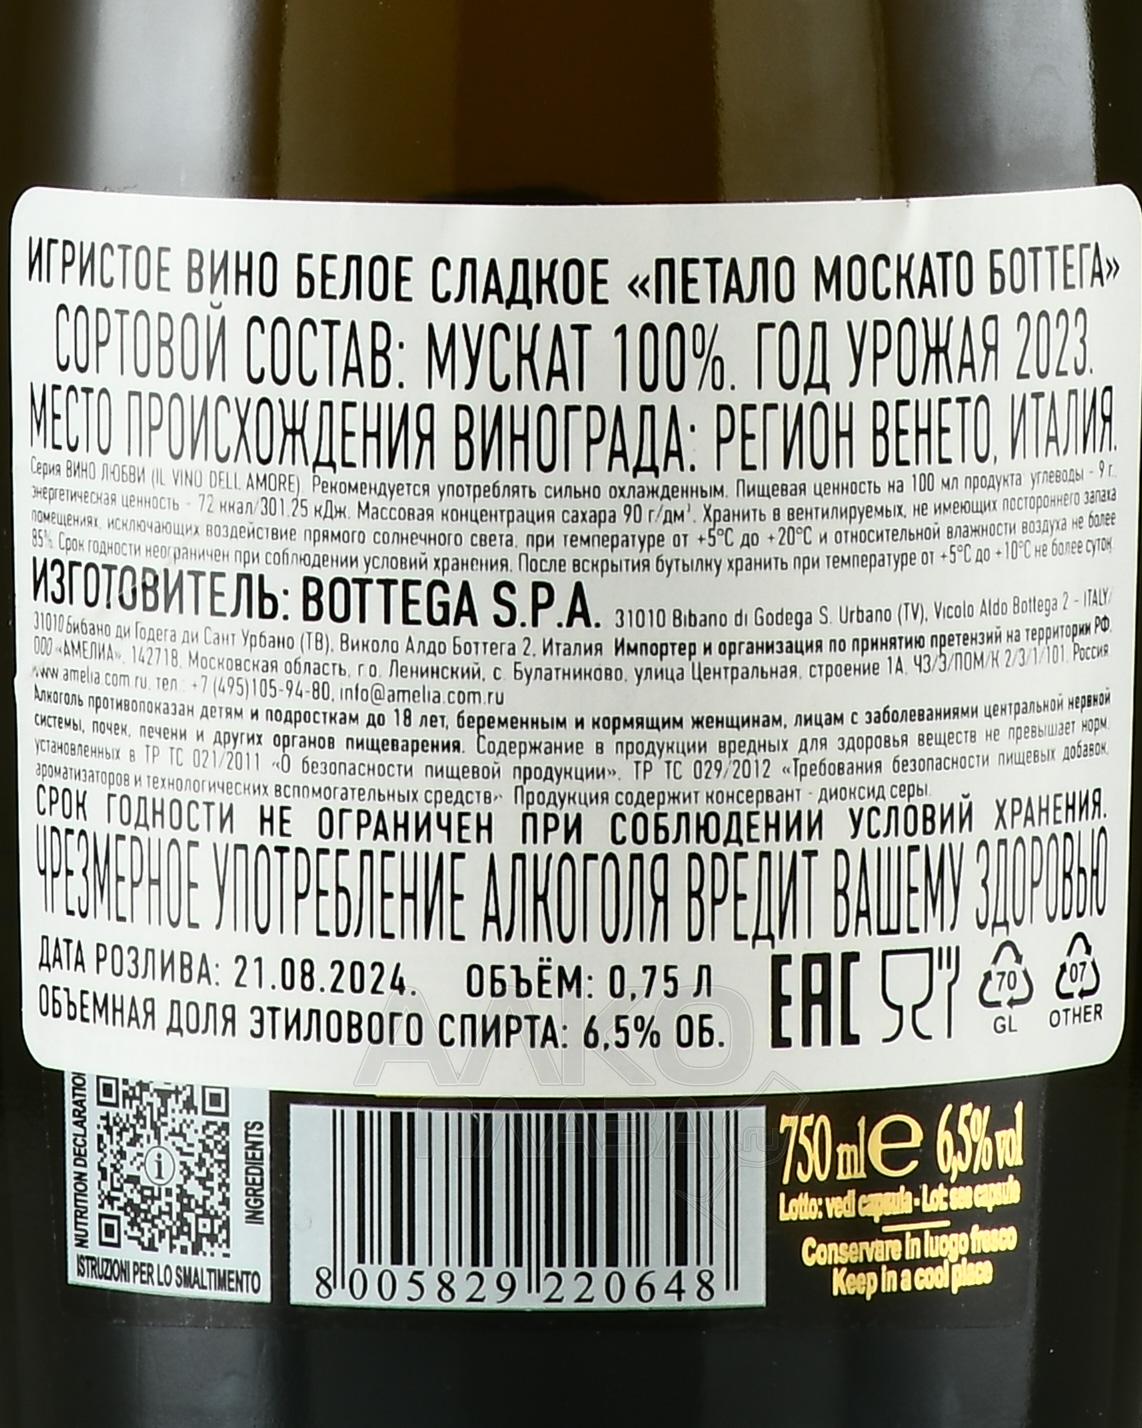 ИГРИСТОЕ ВИНО БЕЛОЕ СЛАДКОЕ «ПЕТАЛО МОСКАТО БОТТЕГА»
СОРТОВОЙ СОСТАВ: МУСКАТ 100%. ГОД УРОЖАЯ 2023.
МЕСТО ПРОИСХОЖДЕНИЯ ВИНОГРАДА: РЕГИОН ВЕНЕТО, ИТАЛИЯ.
Серия ВИНО ЛЮБВИ (IL VINO DELL AMORE). Рекомендуется употреблять сильно охлажденным. Пищевая ценность на 100 мл продукта углеводы - 9 г.,
энергетическая ценность - 72 ккал/301,25 кДж. Массовая концентрация сахара 90 г/дм³. Хранить в вентилируемых, не имеющих постороннего запаха
помещениях, исключающих воздействие прямого солнечного света, при температуре от +5°C до +20°C и относительной влажности воздуха не более
85%. Срок годности неограничен при соблюдении условий хранения. После вскрытия бутылку хранить при температуре от +5°C до +10°C не более суток.
ИЗГОТОВИТЕЛЬ: BOTTEGA S.P.A. 31010 Bibano di Godega S. Urbano (TV), Vicolo Aldo Bottega 2 - ITALY/
31010 Бибано ди Годега ди Сант Урбано (ТВ), Виколо Алдо Боттега 2, Италия Импортер и организация по принятию претензий на территории РФ:
ООО «АМЕЛИА», 142718, Московская область, г.о. Ленинский, с. Булатниково, улица Центральная, строение 1А, ЧЗ/З/ПОМ/К 2/3/1/101, Россия
www.amelia.com.ru, тел.: +7 (495)105-94-80, info@amelia.com.ru
Алкоголь противопоказан детям и подросткам до 18 лет, беременным и кормящим женщинам, лицам с заболеваниями центральной нервной
системы, почек, печени и других органов пищеварения. Содержание в продукции вредных для здоровья веществ не превышает норм,
установленных в ТР ТС 021/2011 «О безопасности пищевой продукции», ТР ТС 029/2012 «Требования безопасности пищевых добавок,
ароматизаторов и технологических вспомогательных средств». Продукция содержит консервант - диоксид серы.
СРОК ГОДНОСТИ НЕ ОГРАНИЧЕН ПРИ СОБЛЮДЕНИИ УСЛОВИЙ ХРАНЕНИЯ.
ЧРЕЗМЕРНОЕ УПОТРЕБЛЕНИЕ АЛКОГОЛЯ ВРЕДИТ ВАШЕМУ ЗДОРОВЬЮ
ДАТА РОЗЛИВА: 21.08.2024. ОБЪЁМ: 0,75 Л
ОБЪЕМНАЯ ДОЛЯ ЭТИЛОВОГО СПИРТА: 6,5% ОБ.
EAC
70
GL
07
OTHER
NUTRITION DECLARATION
INGREDIENTS
ISTRUZIONI PER LO SMALTIMENTO
8 005829 220648
750 ml e 6,5% vol
Lotto: vedi capsula - Lot: see capsule
Conservare in luogo fresco
Keep in a cool place